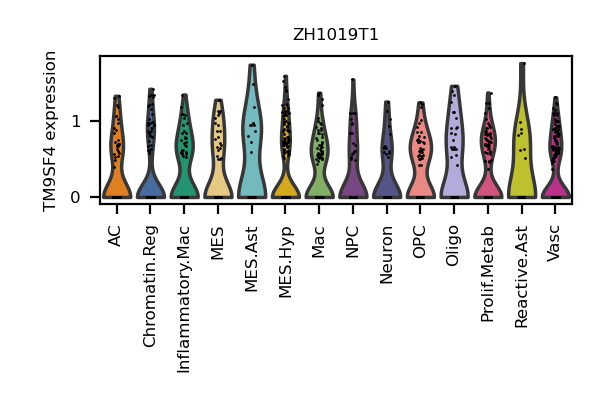 ZH1019T1
TM9SF4 expression
1
0
AC
Chromatin.Reg
Inflammatory.Mac
MES
MES.Ast
MES.Hyp
Mac
NPC
Neuron
OPC
Oligo
Prolif.Metab
Reactive.Ast
Vasc